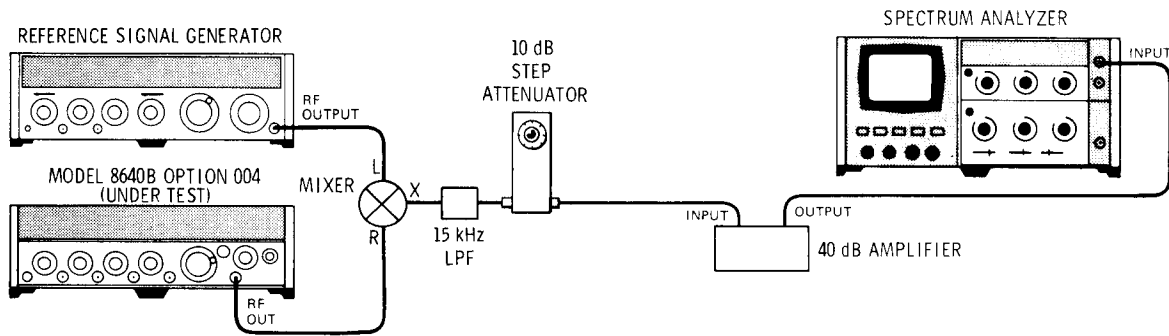 REFERENCE SIGNAL GENERATOR
RF
OUTPUT
MODEL 8640B OPTION 004
(UNDER TEST)
RF
OUT
MIXER
L
X
R
15 kHz
LPF
10 dB
STEP
ATTENUATOR
INPUT
OUTPUT
40 dB AMPLIFIER
SPECTRUM ANALYZER
INPUT